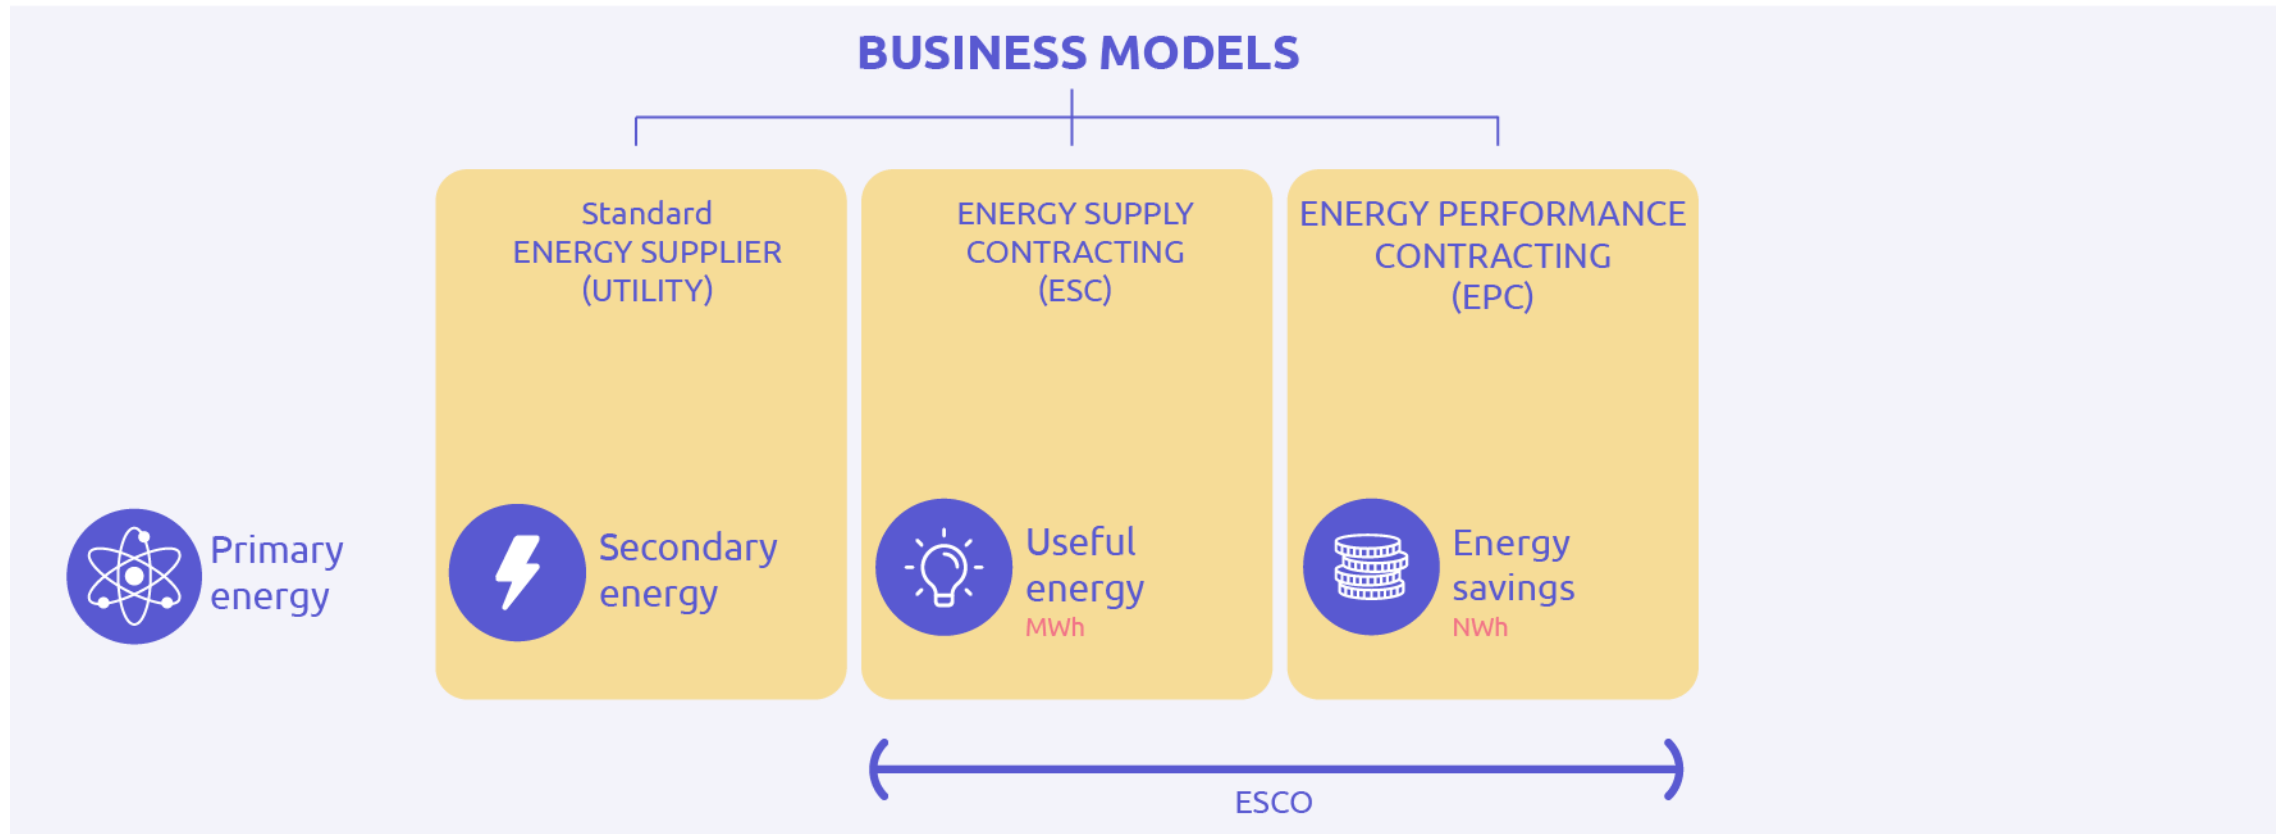 BUSINESS MODELS
Standard
ENERGY SUPPLIER
(UTILITY)
ENERGY SUPPLY
CONTRACTING
(ESC)
ENERGY PERFORMANCE
CONTRACTING
(EPC)
Primary
energy
Secondary
energy
Useful
energy
MWh
Energy
savings
NWh
ESCO